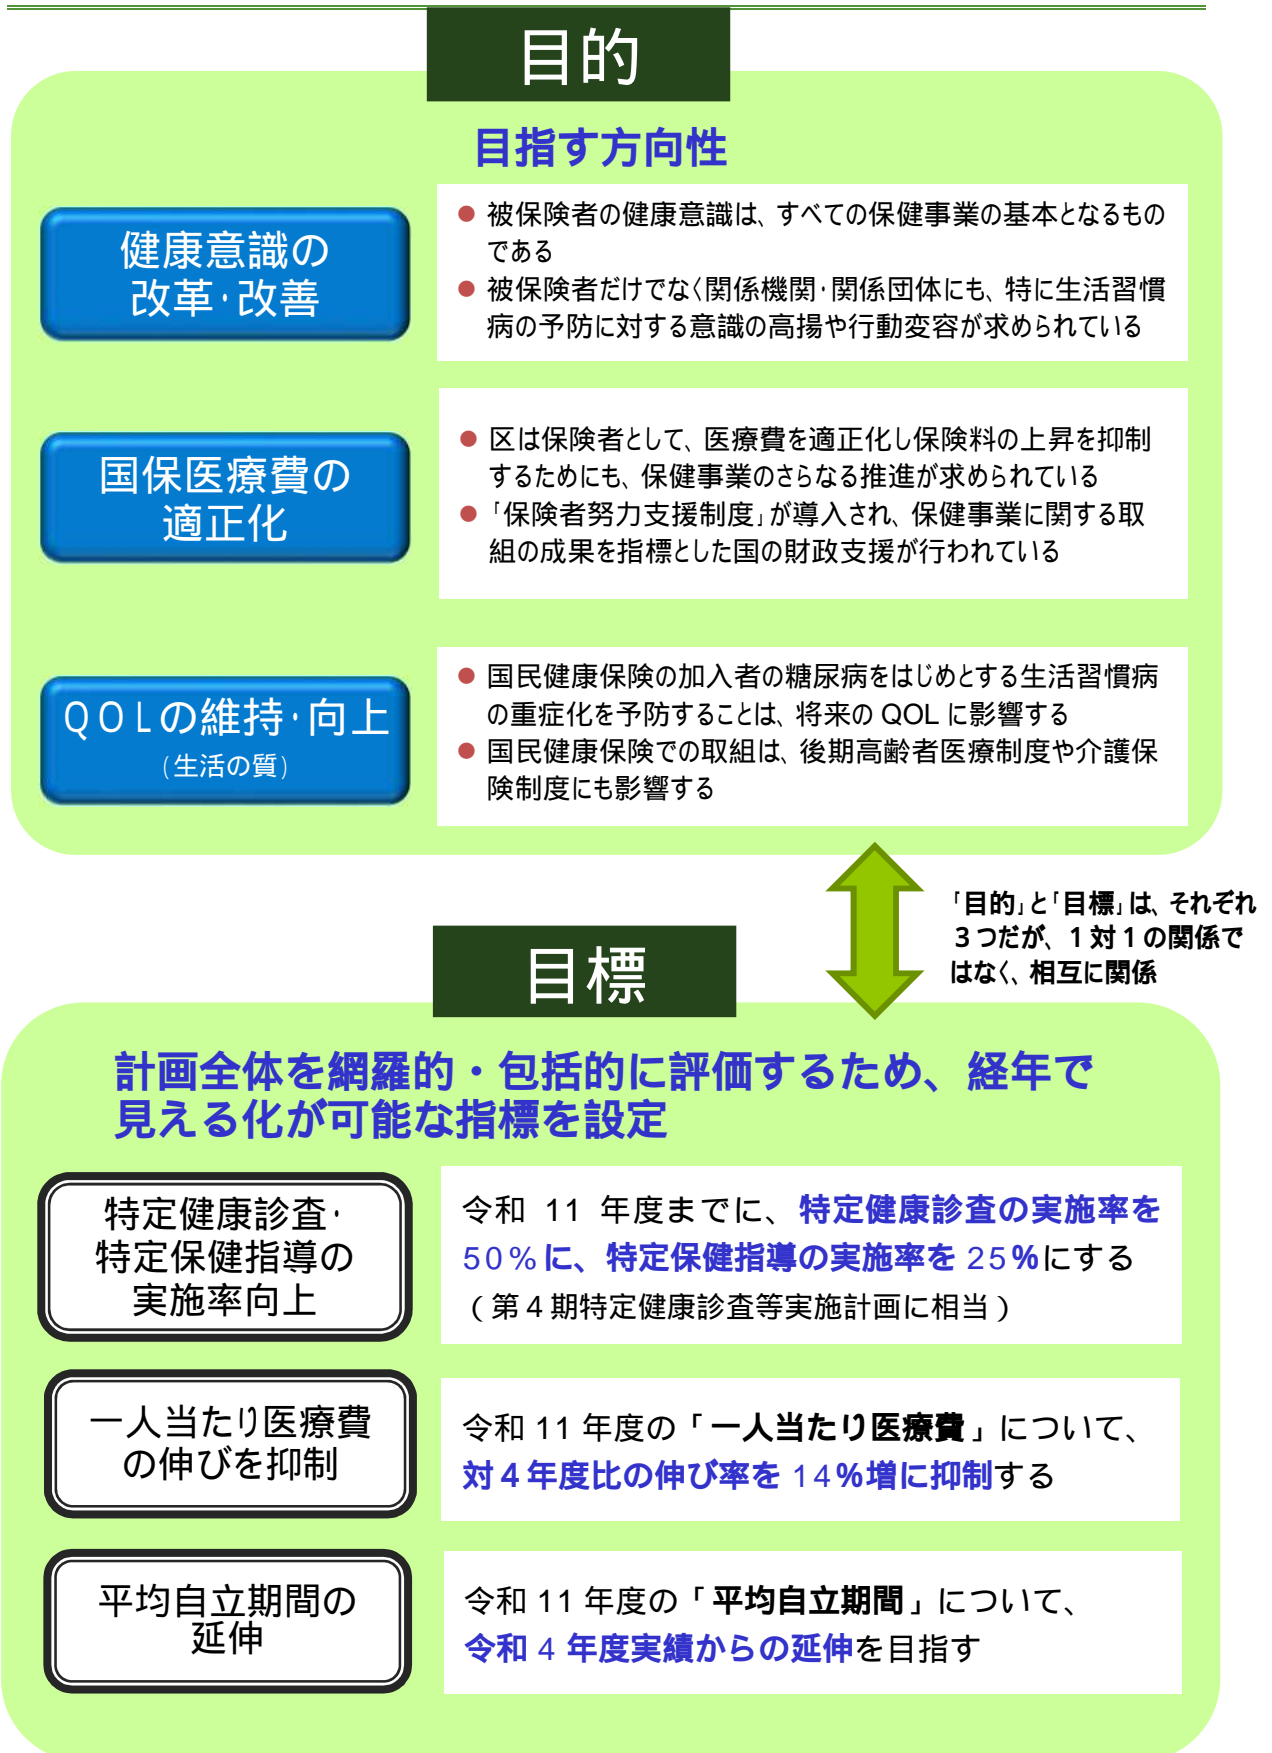 目的
目指す方向性
健康意識の
改革・改善
● 被保険者の健康意識は、すべての保健事業の基本となるもの
である
● 被保険者だけでなく関係機関・関係団体にも、特に生活習慣
病の予防に対する意識の高揚や行動変容が求められている
国保医療費の
適正化
● 区は保険者として、医療費を適正化し保険料の上昇を抑制
するためにも、保健事業のさらなる推進が求められている
● 「保険者努力支援制度」が導入され、保健事業に関する取
組の成果を指標とした国の財政支援が行われている
QOLの維持・向上
(生活の質)
● 国民健康保険の加入者の糖尿病をはじめとする生活習慣病
の重症化を予防することは、将来の QOL に影響する
● 国民健康保険での取組は、後期高齢者医療制度や介護保
険制度にも影響する
「目的」と「目標」は、それぞれ
3つだが、1対1の関係で
はなく、相互に関係
目標
計画全体を網羅的・包括的に評価するため、経年で
見える化が可能な指標を設定
特定健康診査・
特定保健指導の
実施率向上
令和 11 年度までに、特定健康診査の実施率を
50%に、特定保健指導の実施率を 25%にする
(第4期特定健康診査等実施計画に相当)
一人当たり医療費
の伸びを抑制
令和 11 年度の「一人当たり医療費」について、
対4年度比の伸び率を 14%増に抑制する
平均自立期間の
延伸
令和 11 年度の「平均自立期間」について、
令和 4 年度実績からの延伸を目指す